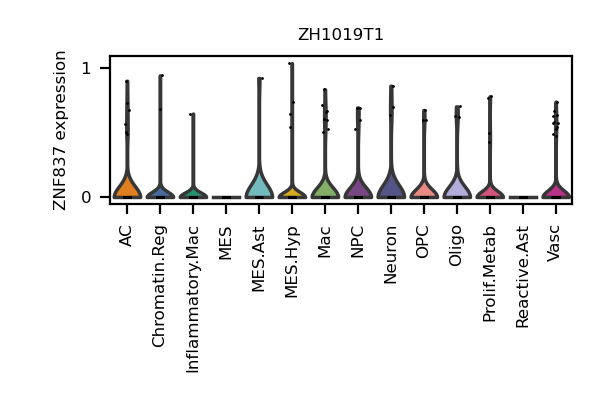 ZH1019T1
ZNF837 expression
1
0
AC
Chromatin.Reg
Inflammatory.Mac
MES
MES.Ast
MES.Hyp
Mac
NPC
Neuron
OPC
Oligo
Prolif.Metab
Reactive.Ast
Vasc